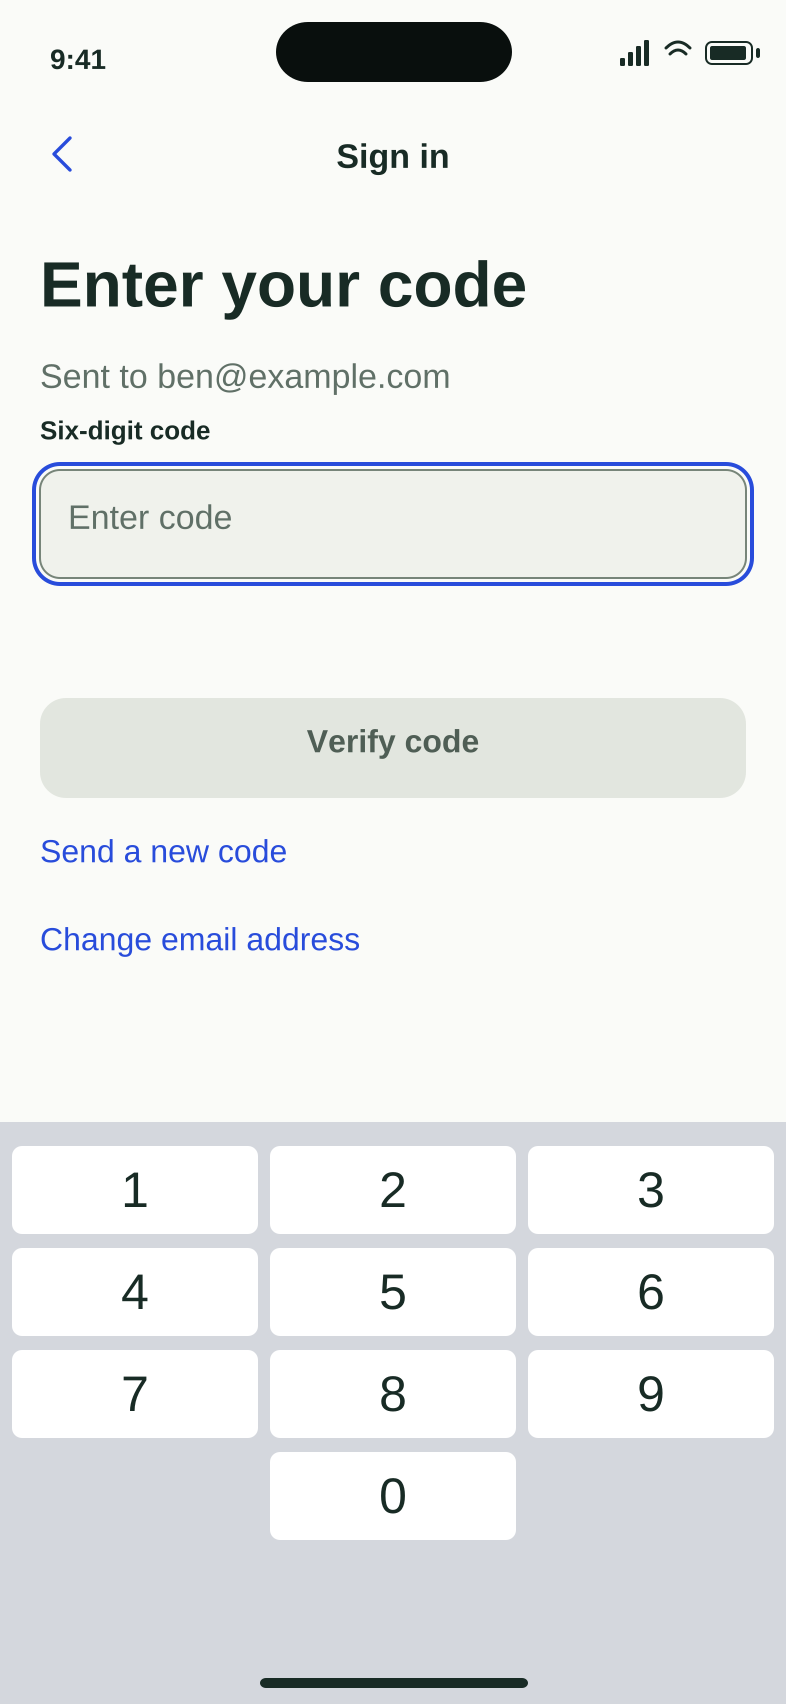 9:41
Sign in
Enter your code
Sent to ben@example.com
Six-digit code
Enter code
Verify code
Send a new code
Change email address
1 2 3
4 5 6
7 8 9
0